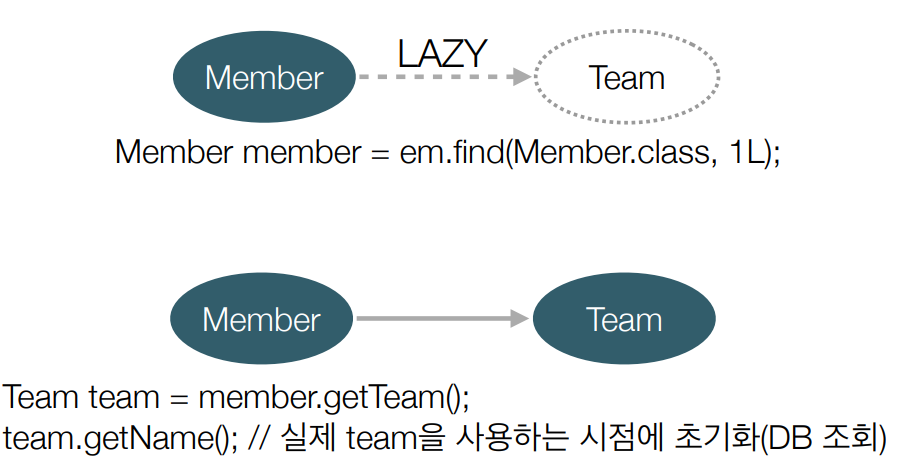 LAZY
Member
Team
Member member = em.find(Member.class, 1L);
Member
Team
Team team = member.getTeam();
team.getName(); // 실제 team을 사용하는 시점에 초기화(DB 조회)